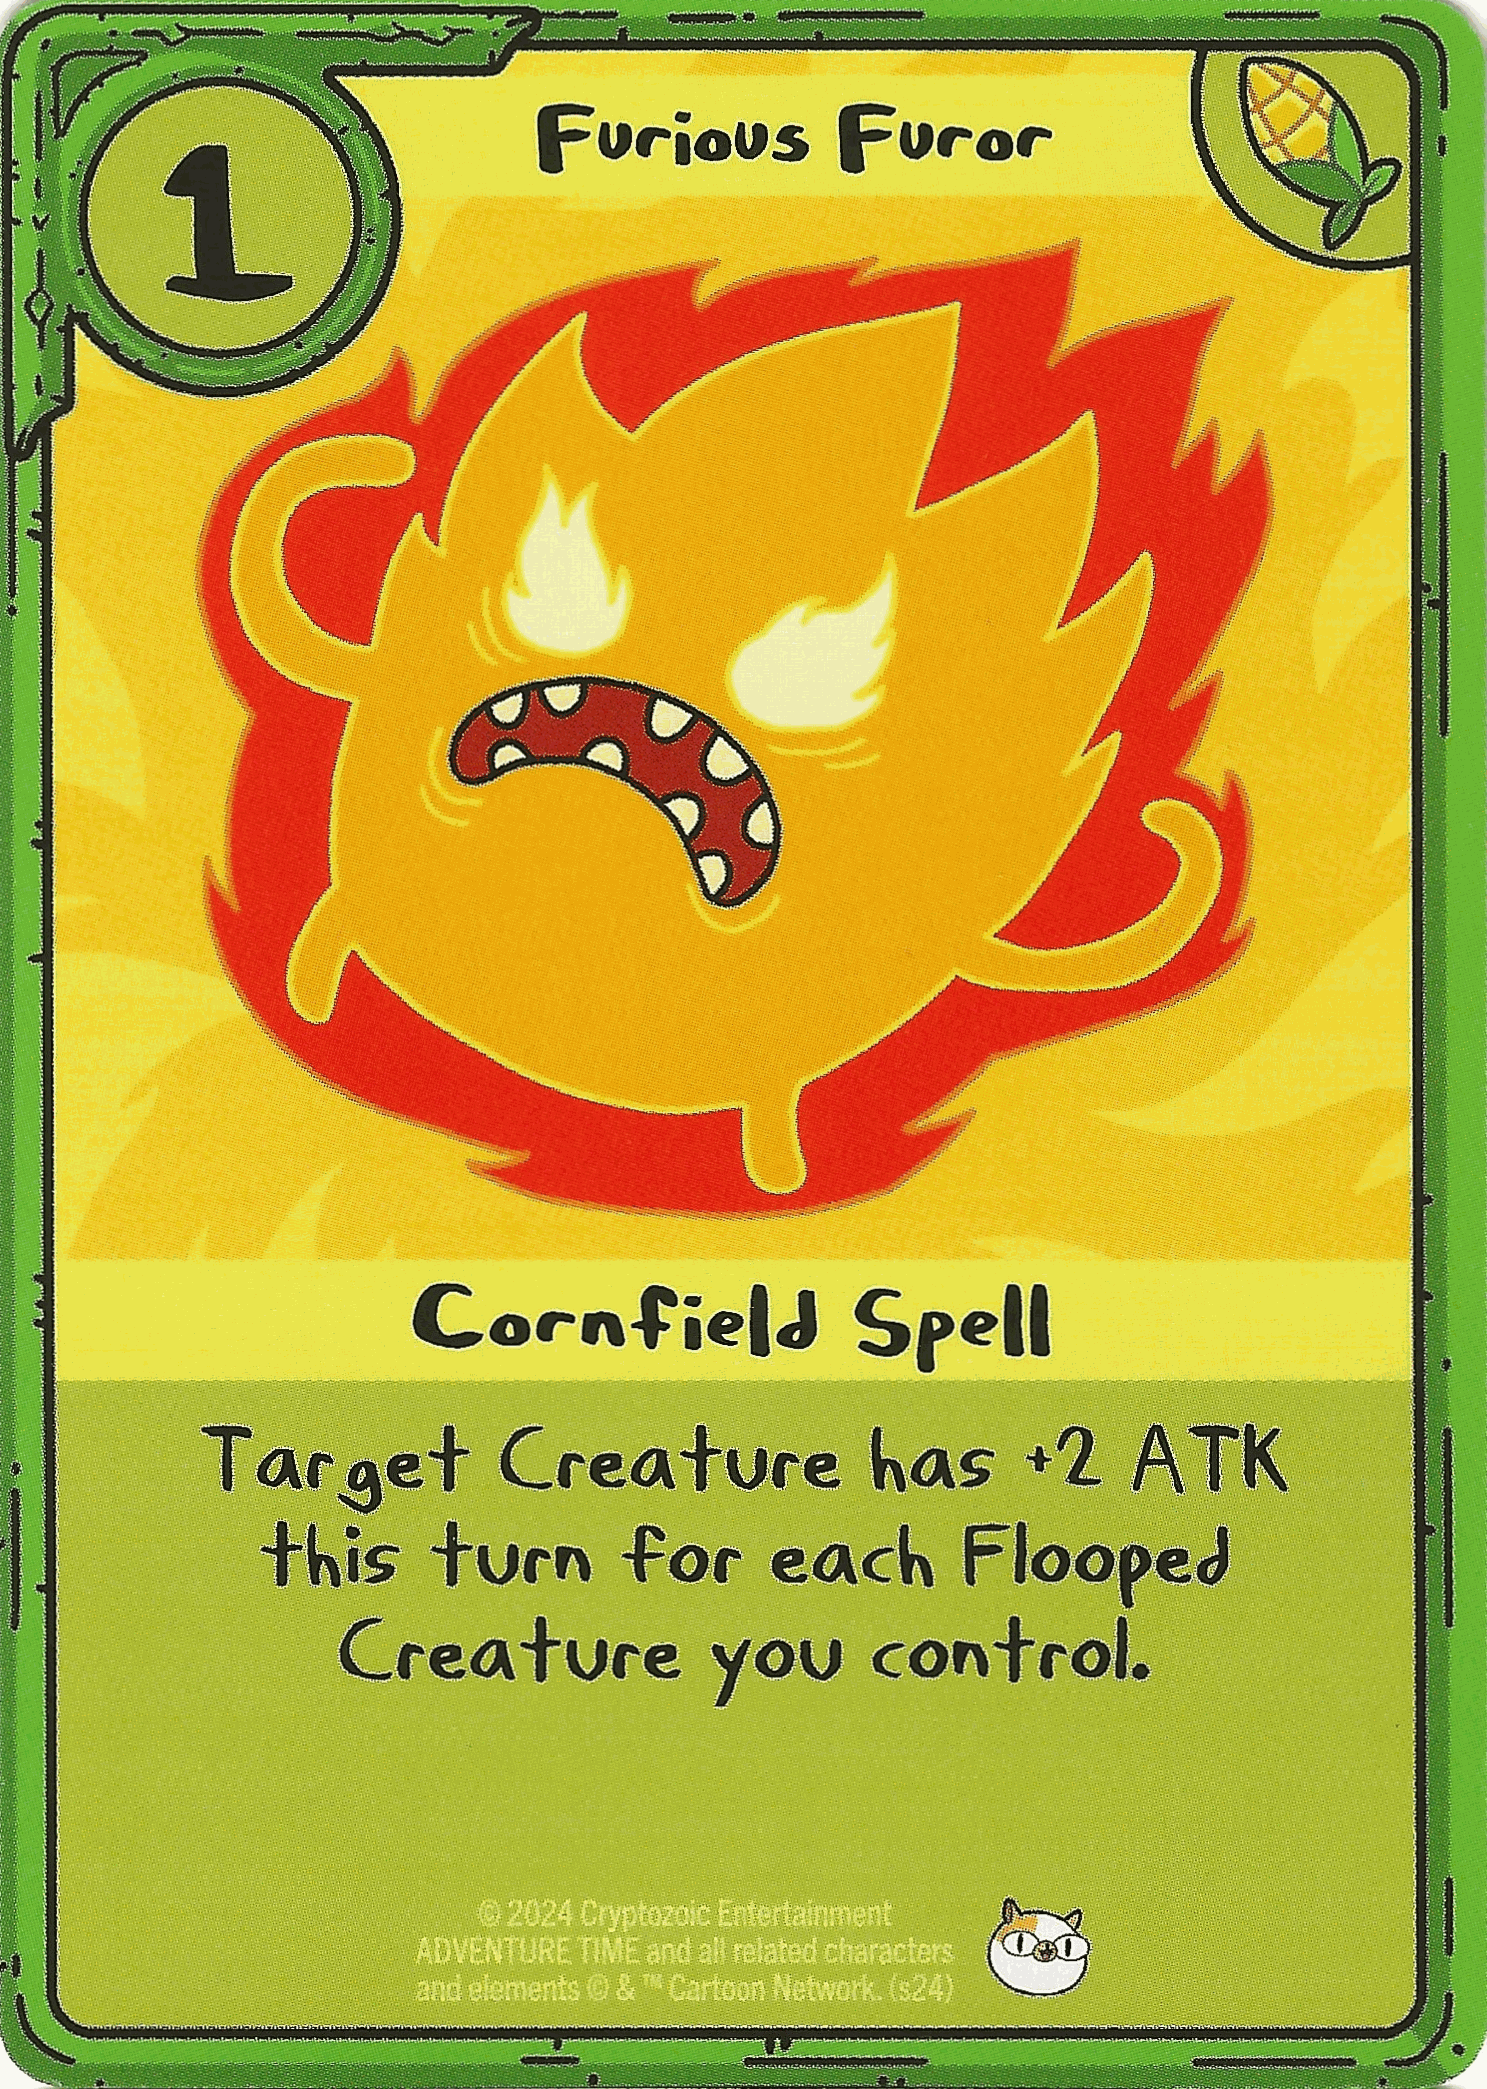 1
Furious Furor
Cornfield Spell
Target Creature has +2 ATK
this turn for each Flooped
Creature you control.
© 2024 Cryptozoic Entertainment
ADVENTURE TIME and all related characters
and elements © & ™ Cartoon Network. (s24)